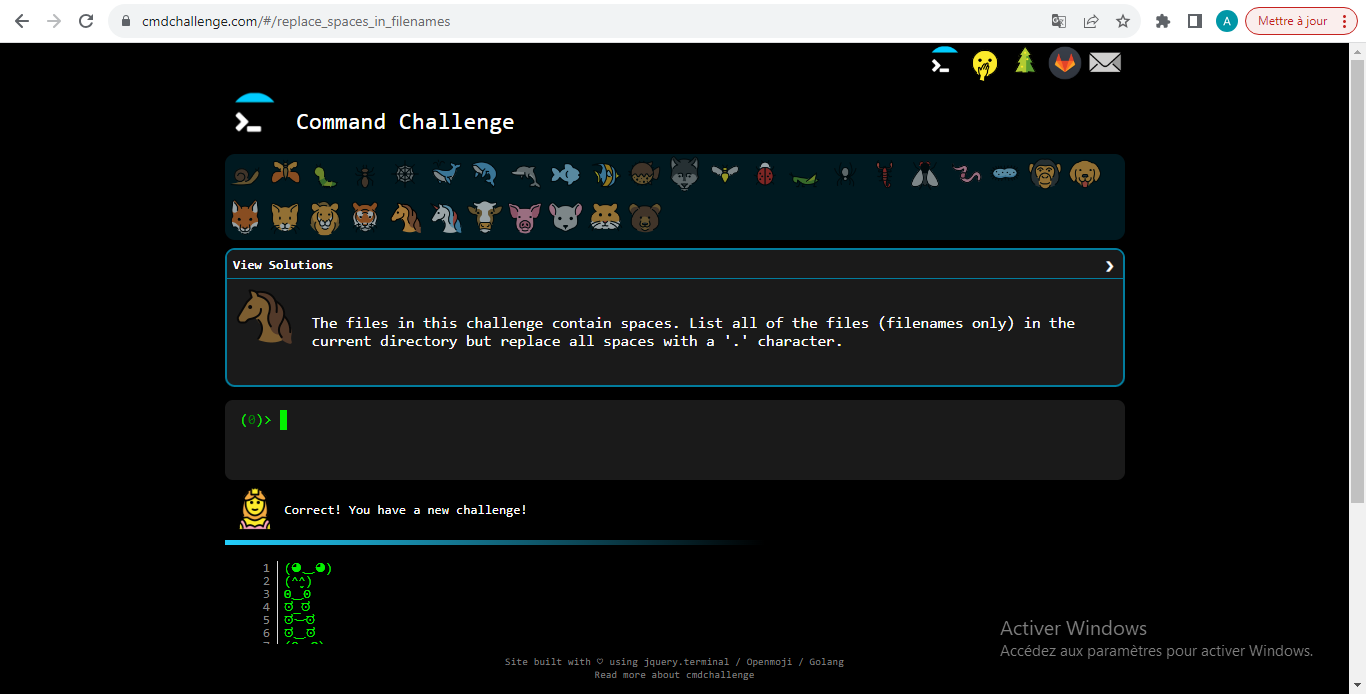 cmdchallenge.com/#/replace_spaces_in_filenames
A
Mettre à jour
Command Challenge
View Solutions
The files in this challenge contain spaces. List all of the files (filenames only) in the
current directory but replace all spaces with a '.' character.
(0)>
Correct! You have a new challenge!
1
2
3
4
5
6
Activer Windows
Accédez aux paramètres pour activer Windows.
Site built with ♡ using jquery.terminal / Openmoji / Golang
Read more about cmdchallenge